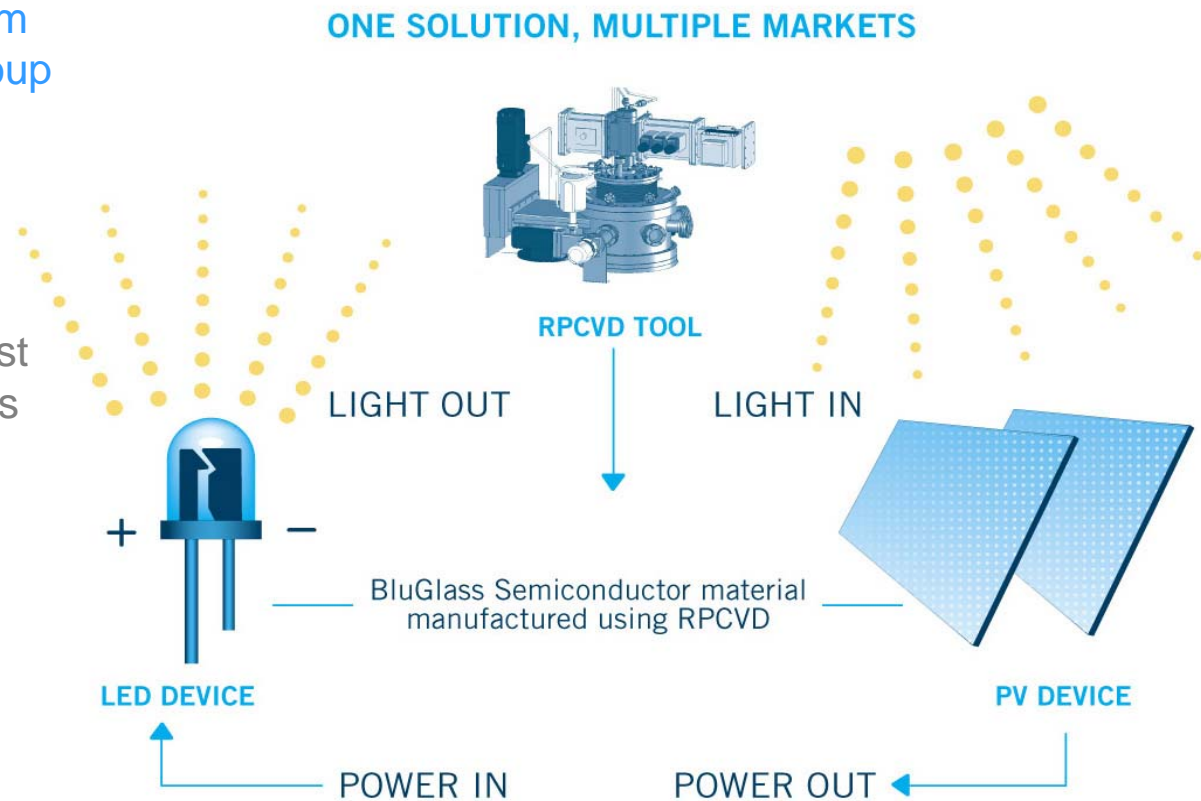 ONE SOLUTION, MULTIPLE MARKETS
RPCVD TOOL
LIGHT OUT
LIGHT IN
+
−
BluGlass Semiconductor material
manufactured using RPCVD
LED DEVICE
PV DEVICE
POWER IN
POWER OUT